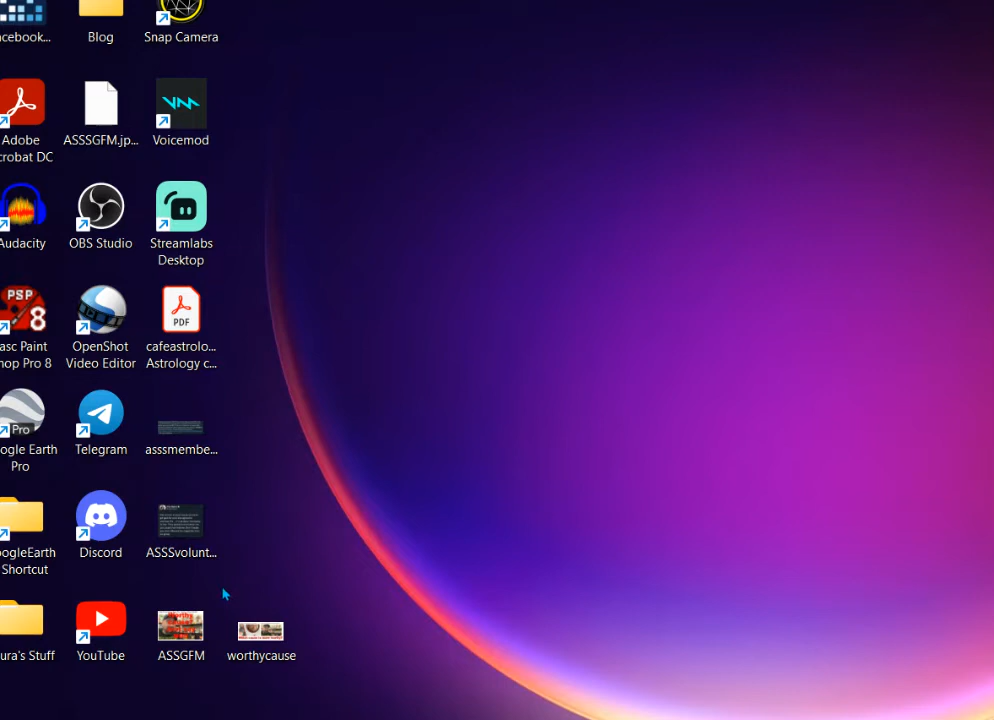 acebook...
Blog
Snap Camera
Adobe
crobat DC
ASSSGFM.jp...
Voicemod
Audacity
OBS Studio
Streamlabs
Desktop
PSP
8
asc Paint
hop Pro 8
OpenShot
Video Editor
PDF
cafeastrolo...
Astrology c...
Pro
ogle Earth
Pro
Telegram
asssmembe...
oogleEarth
Shortcut
Discord
ASSSvolunt...
ura's Stuff
YouTube
Worthy
ASSGFM
worthycause